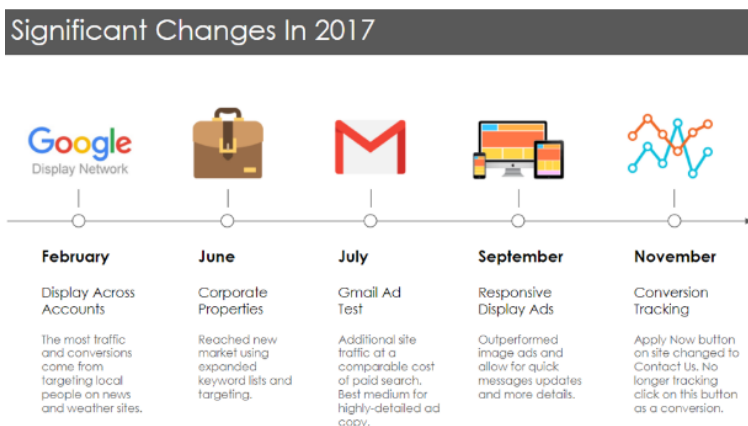 Significant Changes In 2017
Google
Display Network
February
Display Across
Accounts
The most traffic
and conversions
come from
targeting local
people on news
and weather sites.
June
Corporate
Properties
Reached new
market using
expanded
keyword lists and
targeting.
July
Gmail Ad
Test
Additional site
traffic at a
comparable cost
of paid search.
Best medium for
highly-detailed ad
copy.
September
Responsive
Display Ads
Outperformed
image ads and
allow for quick
messages updates
and more details.
November
Conversion
Tracking
Apply Now button
on site changed to
Contact Us. No
longer tracking
click on this button
as a conversion.